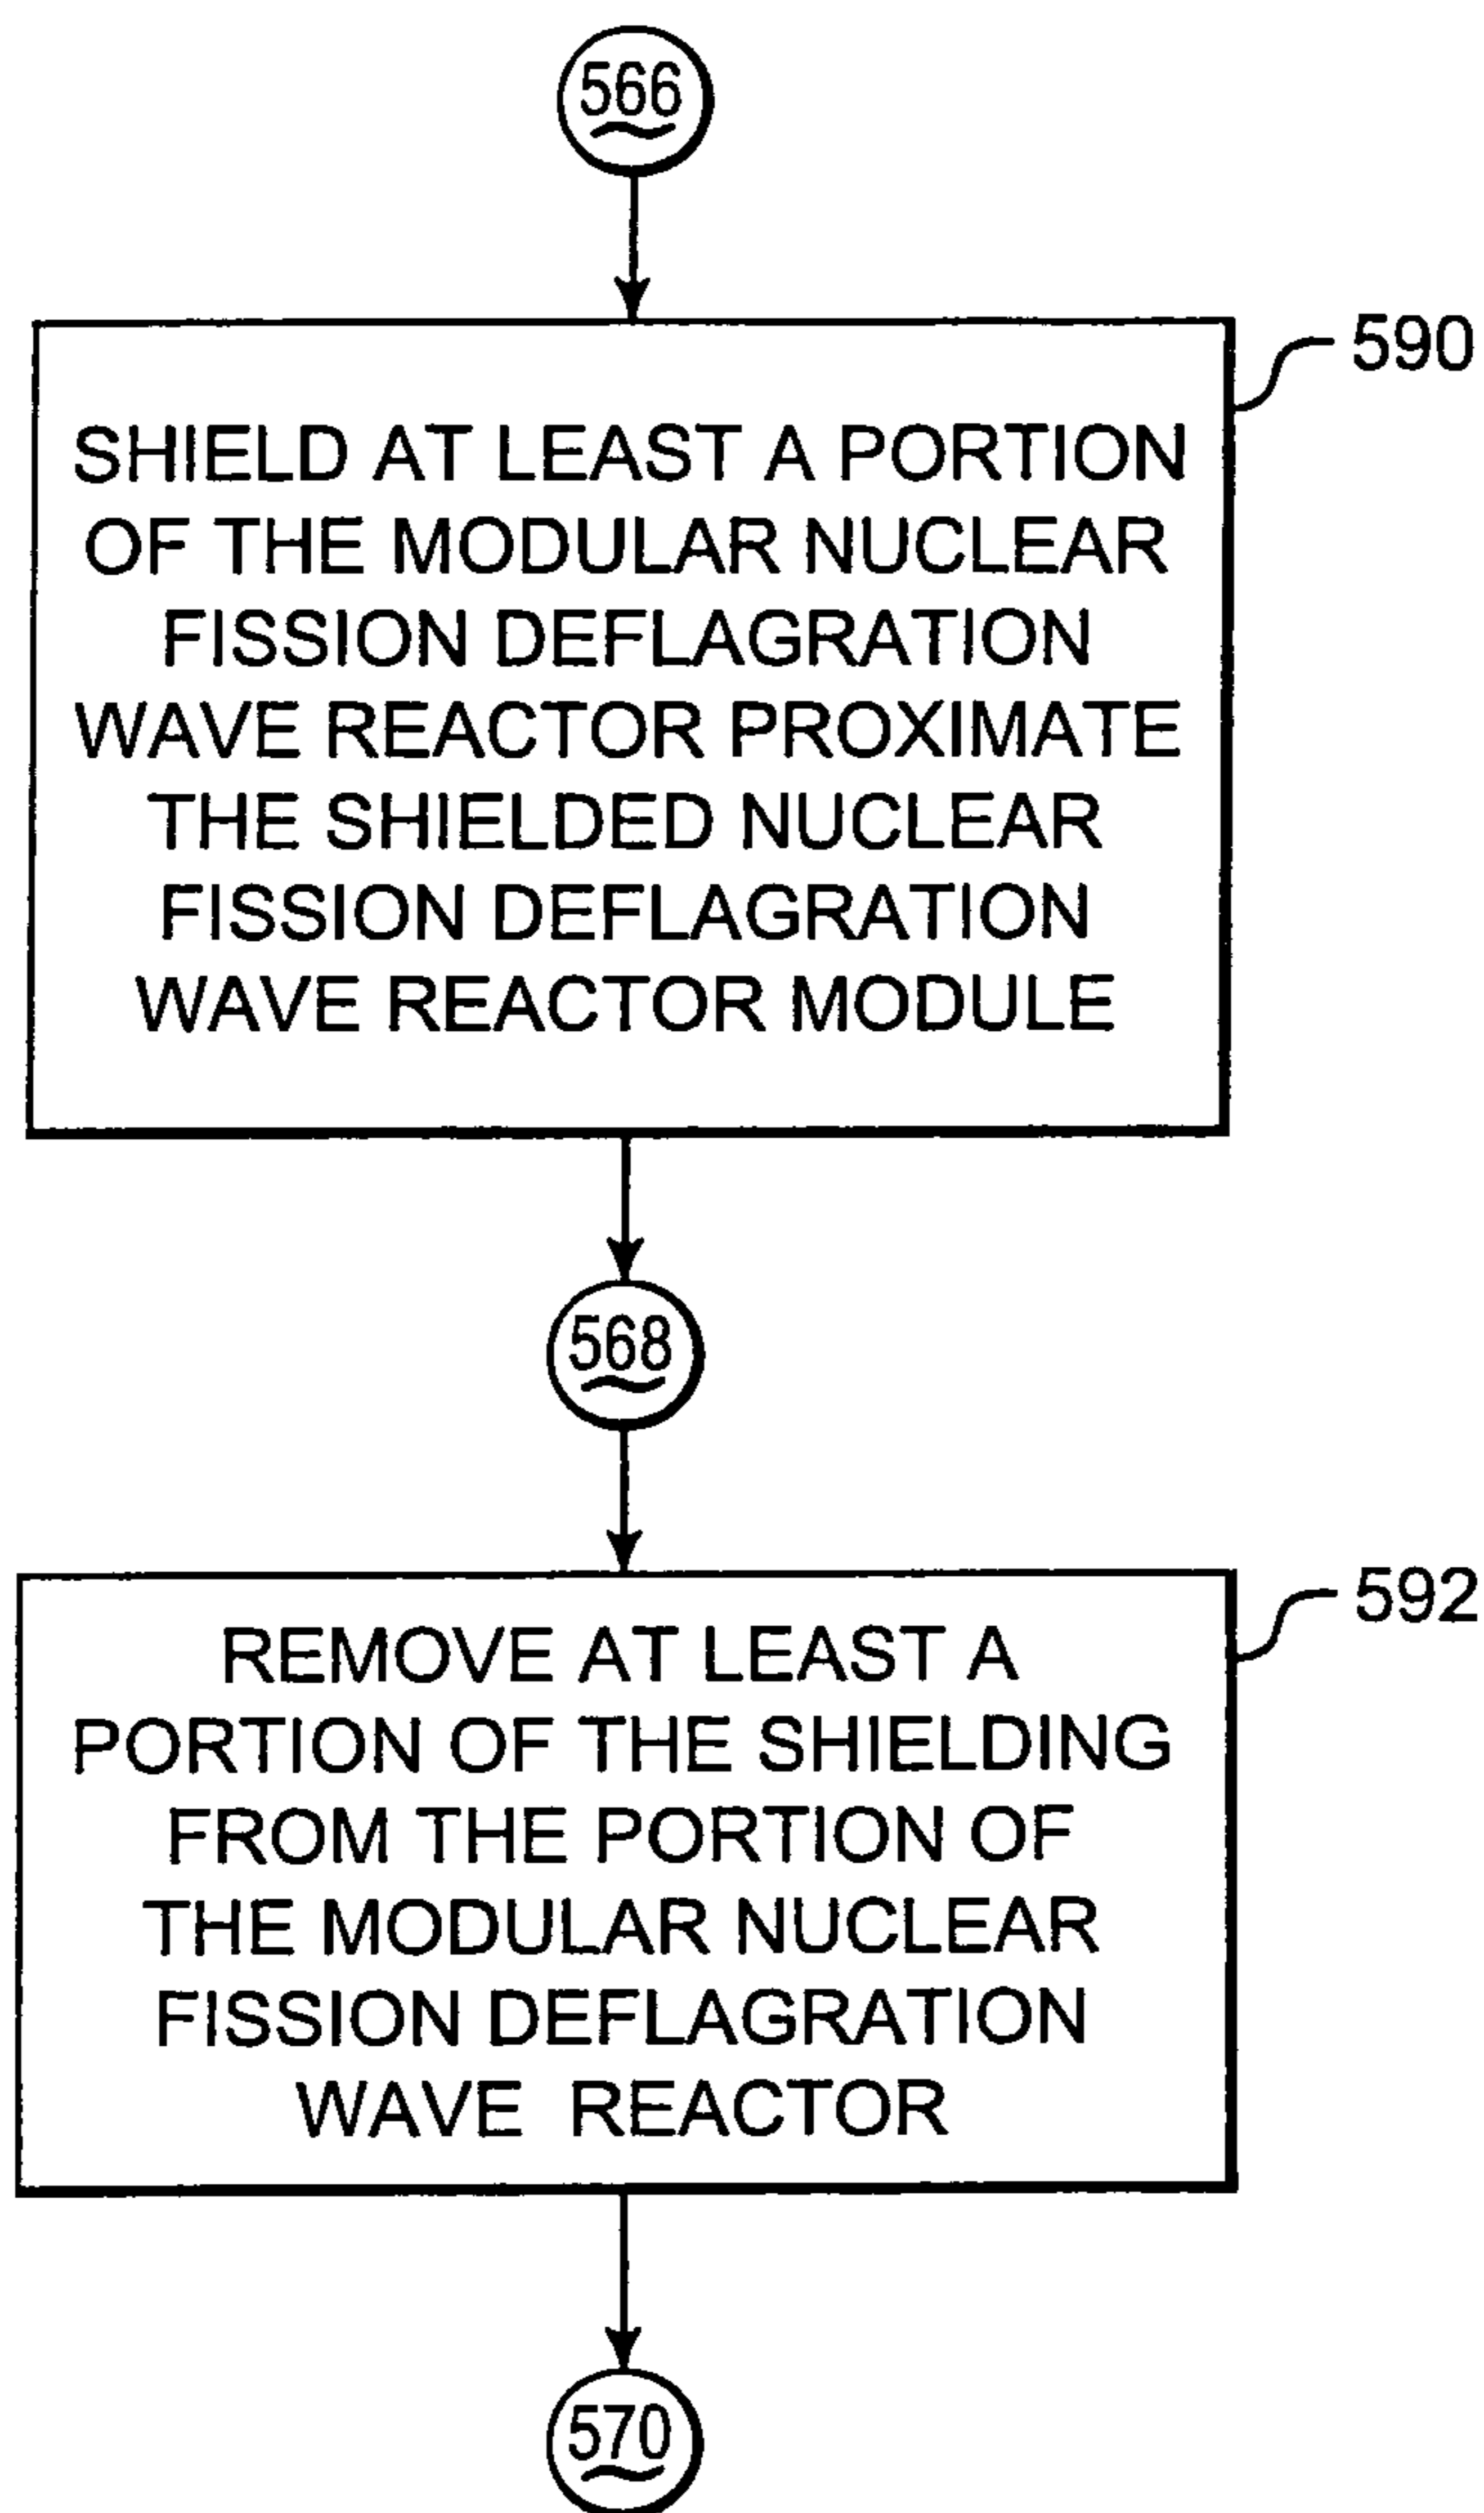 566
590
SHIELD AT LEAST A PORTION
OF THE MODULAR NUCLEAR
FISSION DEFLAGRATION
WAVE REACTOR PROXIMATE
THE SHIELDED NUCLEAR
FISSION DEFLAGRATION
WAVE REACTOR MODULE
568
592
REMOVE AT LEAST A
PORTION OF THE SHIELDING
FROM THE PORTION OF
THE MODULAR NUCLEAR
FISSION DEFLAGRATION
WAVE REACTOR
570